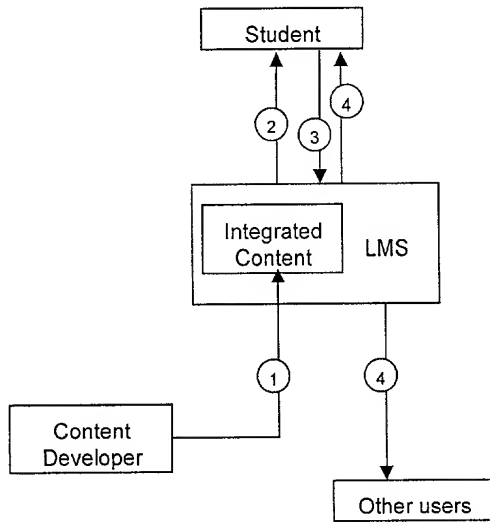 Student
2
3
4
Integrated
Content
LMS
1
4
Content
Developer
Other users